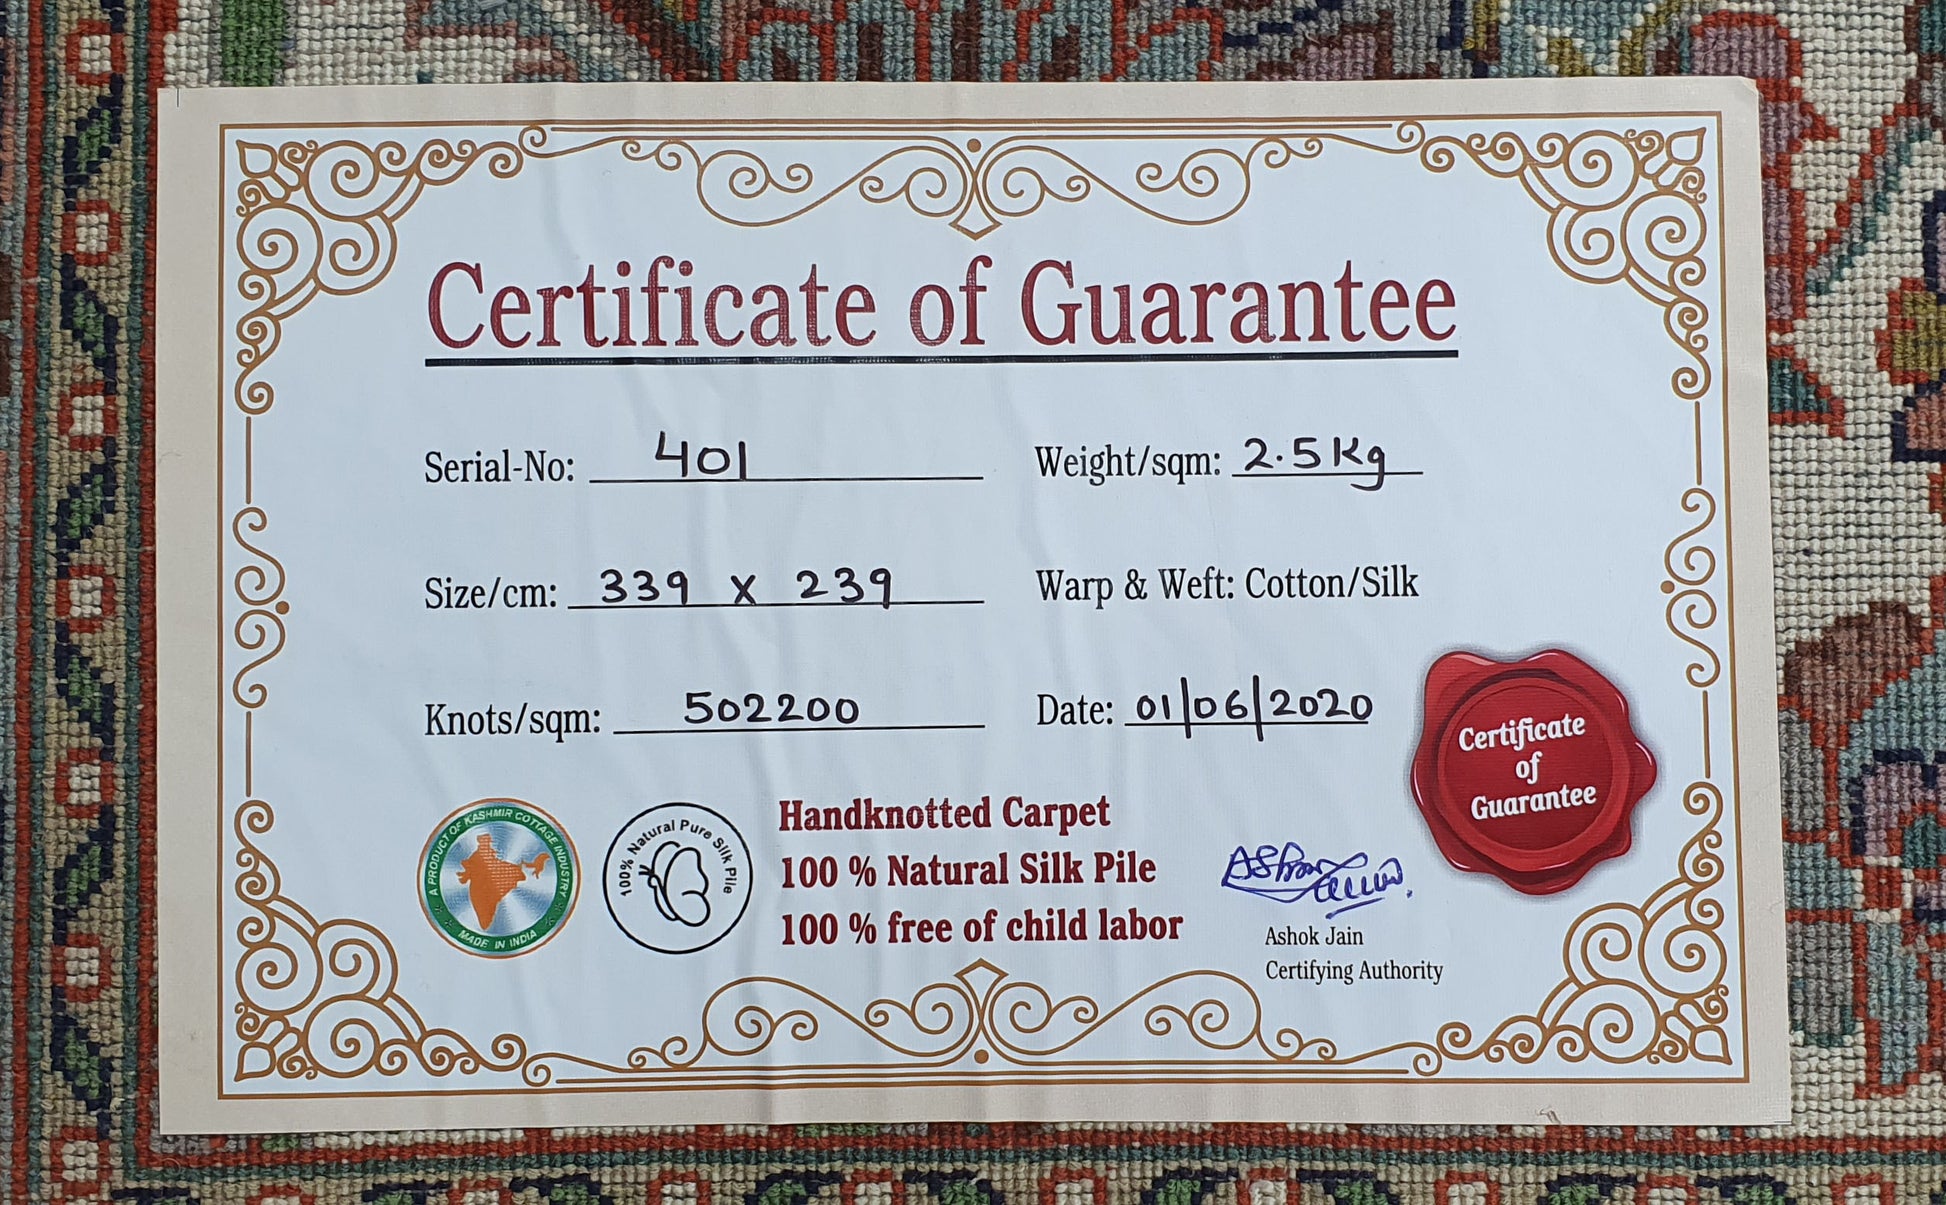 Certificate of Guarantee
Serial-No: 401
Weight/sqm: 2.5 Kg
Size/cm: 339 x 239
Warp & Weft: Cotton/Silk
Knots/sqm: 502200
Date: 01/06/2020
Certificate
of
Guarantee
A PRODUCT OF KASHMIR COTTAGE INDUSTRY
MADE IN INDIA
100% Natural Pure Silk Pile
Handknotted Carpet
100 % Natural Silk Pile
100 % free of child labor
Ashok Jain
Certifying Authority